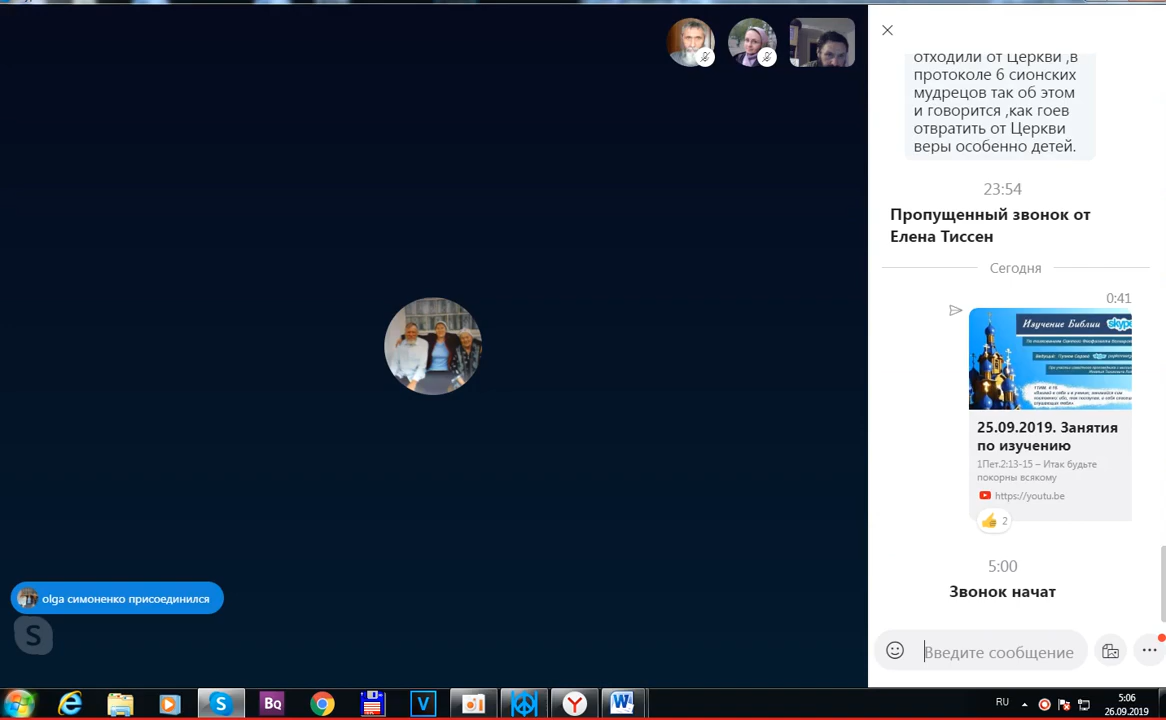 отходили от Церкви ,в
протоколе 6 сионских
мудрецов так об этом
и говорится ,как гоев
отвратить от Церкви
веры особенно детей.
23:54
Пропущенный звонок от
Елена Тиссен
Сегодня
0:41
Изучение Библии skype
25.09.2019. Занятия
по изучению
1Пет.2:13-15 – Итак будьте
покорны всякому
https://youtu.be
2
5:00
Звонок начат
olga симоненко присоединился
S
Введите сообщение
S
Bq
V
W
RU
5:06
26.09.2019